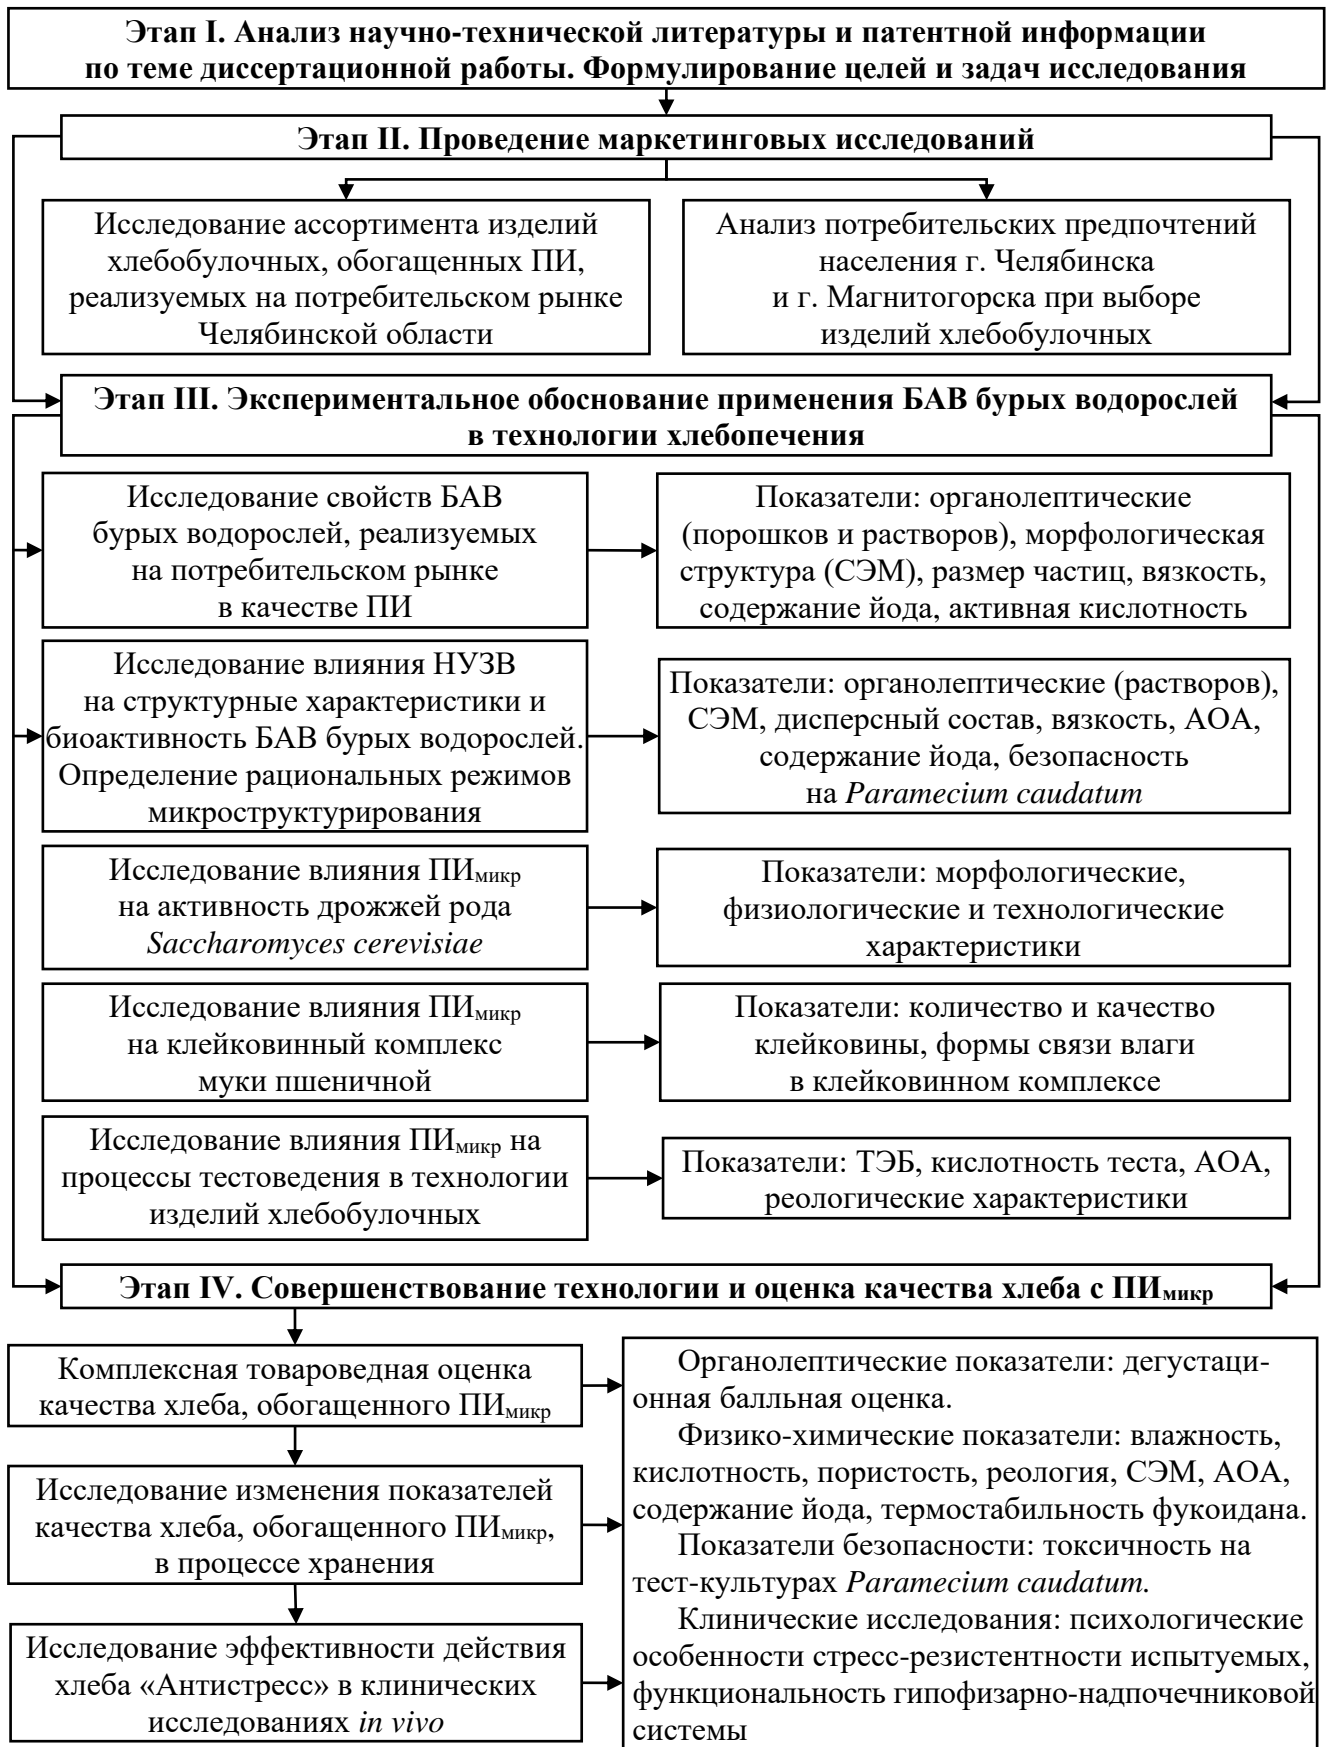 Этап I. Анализ научно-технической литературы и патентной информации
по теме диссертационной работы. Формулирование целей и задач исследования
Этап II. Проведение маркетинговых исследований
Исследование ассортимента изделий
хлебобулочных, обогащенных ПИ,
реализуемых на потребительском рынке
Челябинской области
Анализ потребительских предпочтений
населения г. Челябинска
и г. Магнитогорска при выборе
изделий хлебобулочных
Этап III. Экспериментальное обоснование применения БАВ бурых водорослей
в технологии хлебопечения
Исследование свойств БАВ
бурых водорослей, реализуемых
на потребительском рынке
в качестве ПИ
Показатели: органолептические
(порошков и растворов), морфологическая
структура (СЭМ), размер частиц, вязкость,
содержание йода, активная кислотность
Исследование влияния НУЗВ
на структурные характеристики и
биоактивность БАВ бурых водорослей.
Определение рациональных режимов
микроструктурирования
Показатели: органолептические (растворов),
СЭМ, дисперсный состав, вязкость, АОА,
содержание йода, безопасность
на Paramecium caudatum
Исследование влияния ПИмикр
на активность дрожжей рода
Saccharomyces cerevisiae
Показатели: морфологические,
физиологические и технологические
характеристики
Исследование влияния ПИмикр
на клейковинный комплекс
муки пшеничной
Показатели: количество и качество
клейковины, формы связи влаги
в клейковинном комплексе
Исследование влияния ПИмикр на
процессы тестоведения в технологии
изделий хлебобулочных
Показатели: ТЭБ, кислотность теста, АОА,
реологические характеристики
Этап IV. Совершенствование технологии и оценка качества хлеба с ПИмикр
Комплексная товароведная оценка
качества хлеба, обогащенного ПИмикр
Исследование изменения показателей
качества хлеба, обогащенного ПИмикр,
в процессе хранения
Исследование эффективности действия
хлеба «Антистресс» в клинических
исследованиях in vivo
Органолептические показатели: дегустаци-
онная балльная оценка.
Физико-химические показатели: влажность,
кислотность, пористость, реология, СЭМ, АОА,
содержание йода, термостабильность фукоидана.
Показатели безопасности: токсичность на
тест-культурах Paramecium caudatum.
Клинические исследования: психологические
особенности стресс-резистентности испытуемых,
функциональность гипофизарно-надпочечниковой
системы